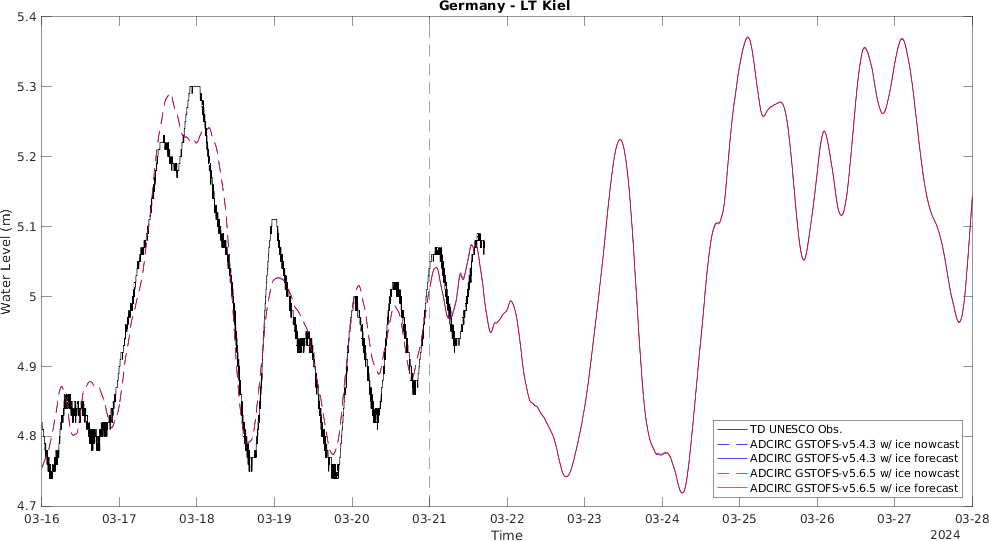 Germany - LT Kiel
5.4
5.3
5.2
5.1
5
4.9
4.8
4.7
Water Level (m)
TD UNESCO Obs.
ADCIRC GSTOFS-v5.4.3 w/ ice nowcast
ADCIRC GSTOFS-v5.4.3 w/ ice forecast
ADCIRC GSTOFS-v5.6.5 w/ ice nowcast
ADCIRC GSTOFS-v5.6.5 w/ ice forecast
03-16 03-17 03-18 03-19 03-20 03-21 03-22 03-23 03-24 03-25 03-26 03-27 03-28
Time
2024